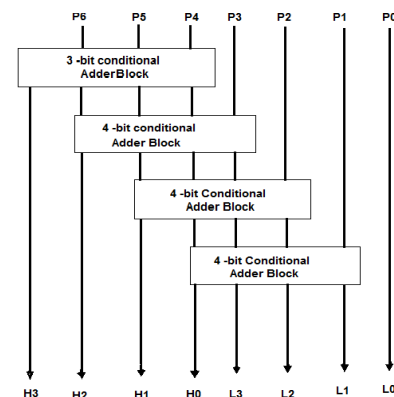 P6 P5 P4 P3 P2 P1 P0
3 -bit conditional
AdderBlock
4 -bit conditional
Adder Block
4 -bit Conditional
Adder Block
4 -bit Conditional
Adder Block
H3 H2 H1 H0 L3 L2 L1 L0